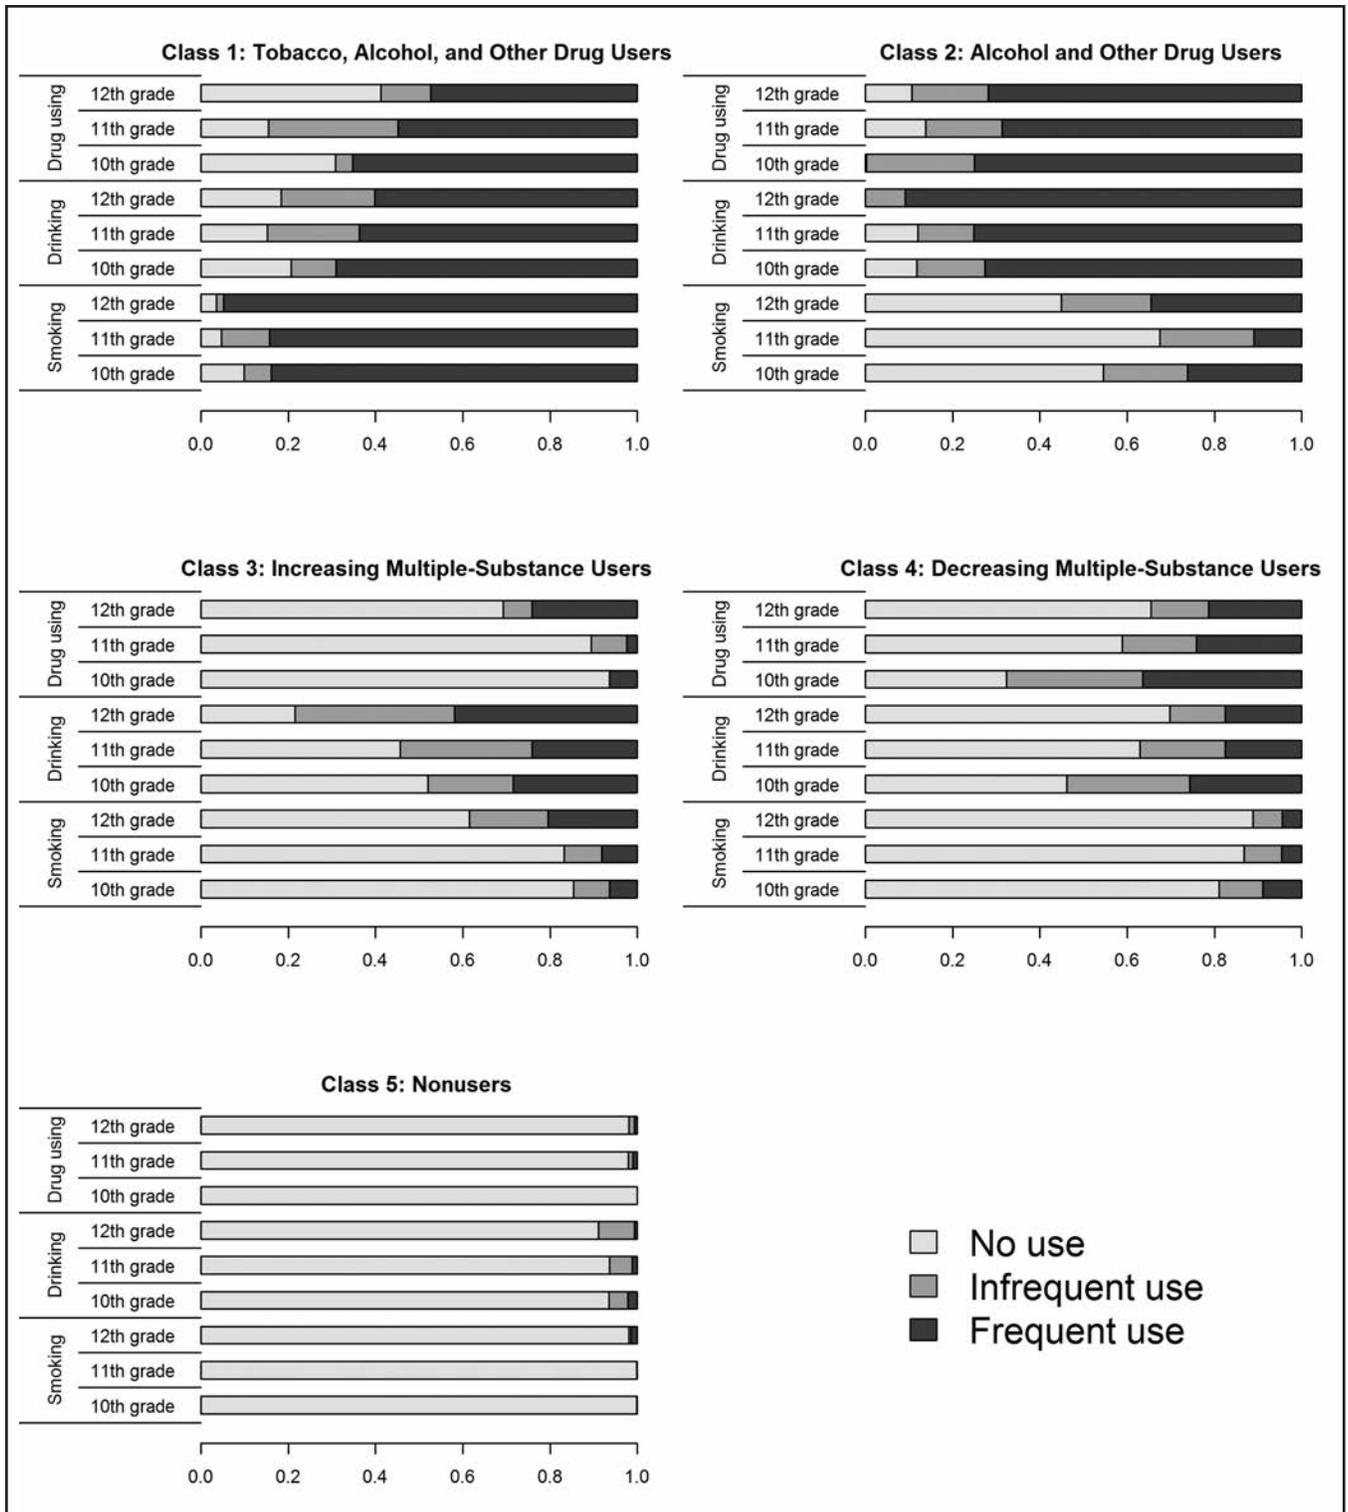 Class 1: Tobacco, Alcohol, and Other Drug Users
Drug using
12th grade
11th grade
10th grade
Drinking
12th grade
11th grade
10th grade
Smoking
12th grade
11th grade
10th grade
0.0 0.2 0.4 0.6 0.8 1.0
Class 2: Alcohol and Other Drug Users
Drug using
12th grade
11th grade
10th grade
Drinking
12th grade
11th grade
10th grade
Smoking
12th grade
11th grade
10th grade
0.0 0.2 0.4 0.6 0.8 1.0
Class 3: Increasing Multiple-Substance Users
Drug using
12th grade
11th grade
10th grade
Drinking
12th grade
11th grade
10th grade
Smoking
12th grade
11th grade
10th grade
0.0 0.2 0.4 0.6 0.8 1.0
Class 4: Decreasing Multiple-Substance Users
Drug using
12th grade
11th grade
10th grade
Drinking
12th grade
11th grade
10th grade
Smoking
12th grade
11th grade
10th grade
0.0 0.2 0.4 0.6 0.8 1.0
Class 5: Nonusers
Drug using
12th grade
11th grade
10th grade
Drinking
12th grade
11th grade
10th grade
Smoking
12th grade
11th grade
10th grade
0.0 0.2 0.4 0.6 0.8 1.0
No use
Infrequent use
Frequent use